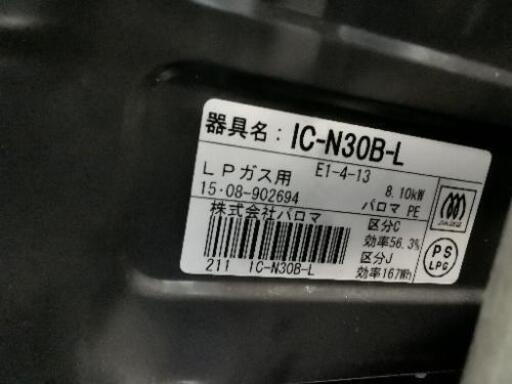 器具名：IC-N30B-L
LPガス用 E1-4-13 8.10kW
15・08-902694 パロマ PE
株式会社パロマ 区分C
効率56.3%
区分J
効率167Wh
211 IC-N30B-L
PS
LPG